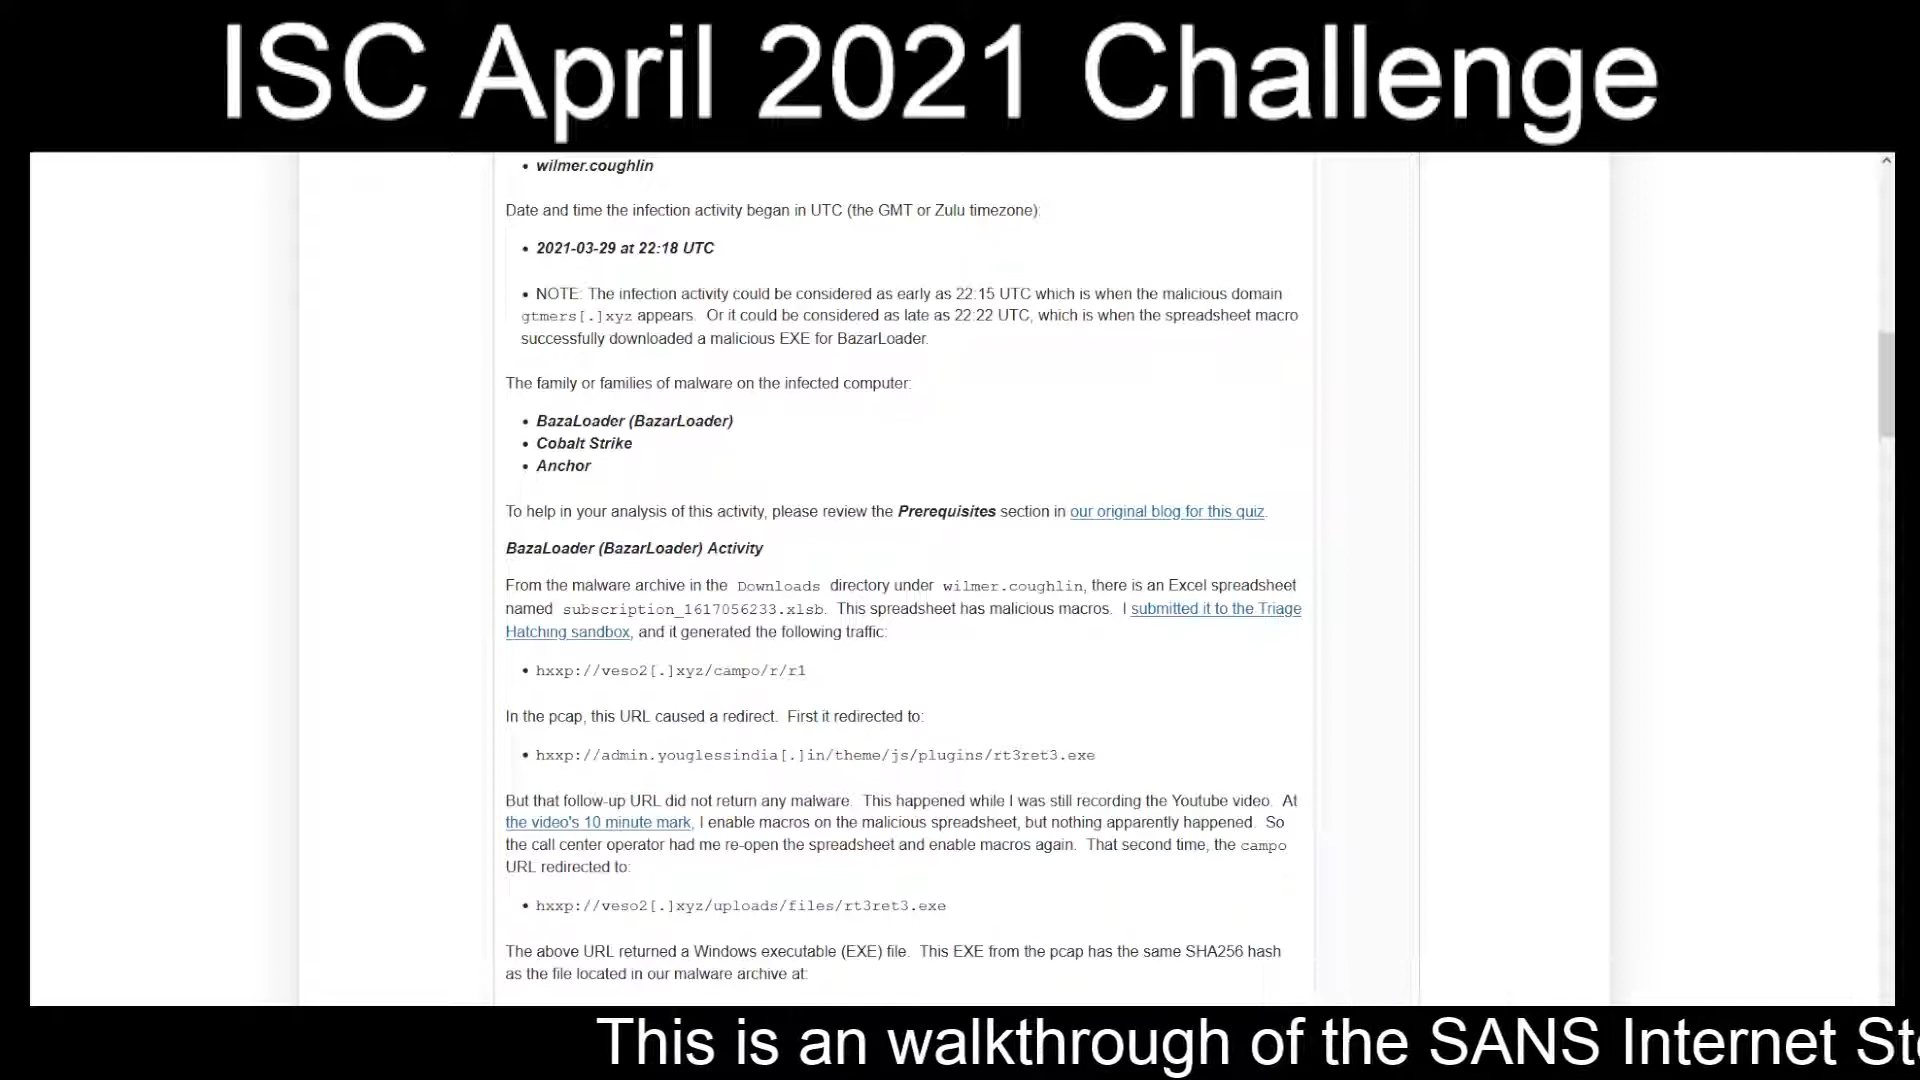 ISC April 2021 Challenge
• wilmer.coughlin
Date and time the infection activity began in UTC (the GMT or Zulu timezone):
• 2021-03-29 at 22:18 UTC
• NOTE: The infection activity could be considered as early as 22:15 UTC which is when the malicious domain
gtmers[.]xyz appears. Or it could be considered as late as 22:22 UTC, which is when the spreadsheet macro
successfully downloaded a malicious EXE for BazarLoader.
The family or families of malware on the infected computer:
• BazaLoader (BazarLoader)
• Cobalt Strike
• Anchor
To help in your analysis of this activity, please review the Prerequisites section in our original blog for this quiz.
BazaLoader (BazarLoader) Activity
From the malware archive in the Downloads directory under wilmer.coughlin, there is an Excel spreadsheet
named subscription_1617056233.xlsb. This spreadsheet has malicious macros. I submitted it to the Triage
Hatching sandbox, and it generated the following traffic:
• hxxp://veso2[.]xyz/campo/r/r1
In the pcap, this URL caused a redirect. First it redirected to:
• hxxp://admin.youglessindia[.]in/theme/js/plugins/rt3ret3.exe
But that follow-up URL did not return any malware. This happened while I was still recording the Youtube video. At
the video's 10 minute mark, I enable macros on the malicious spreadsheet, but nothing apparently happened. So
the call center operator had me re-open the spreadsheet and enable macros again. That second time, the campo
URL redirected to:
• hxxp://veso2[.]xyz/uploads/files/rt3ret3.exe
The above URL returned a Windows executable (EXE) file. This EXE from the pcap has the same SHA256 hash
as the file located in our malware archive at:
This is an walkthrough of the SANS Internet St